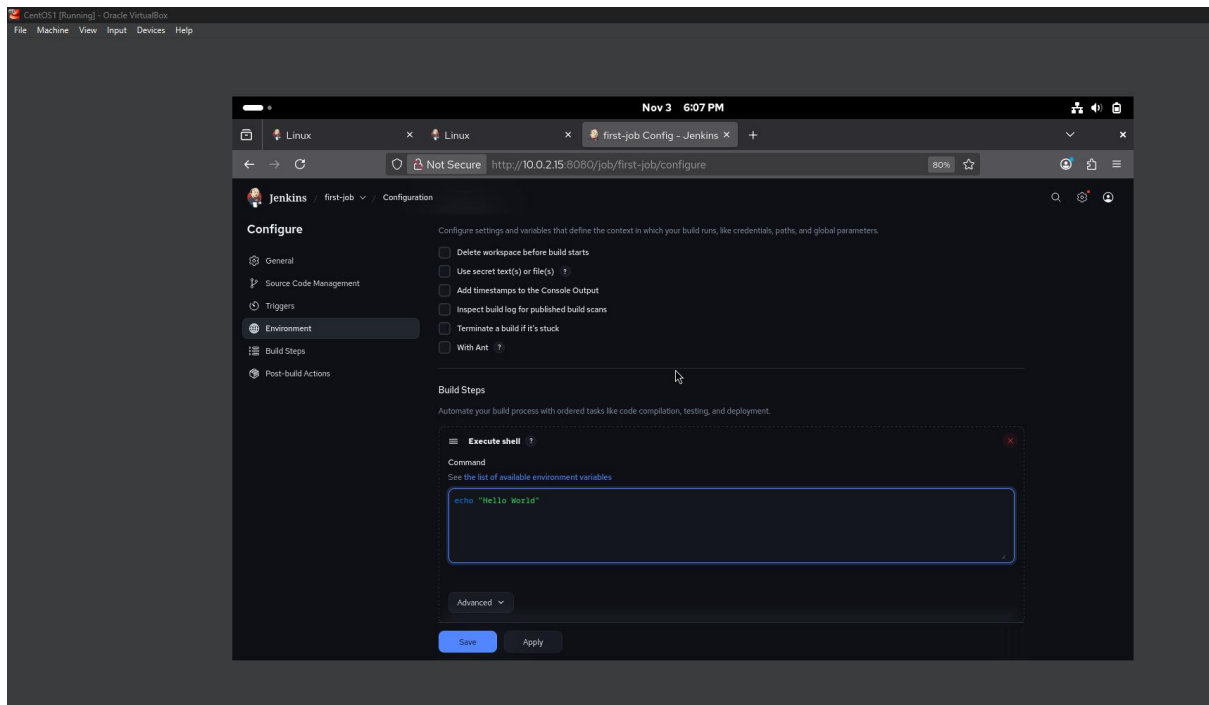 CentOS1 [Running] - Oracle VirtualBox
File Machine View Input Devices Help
Nov 3 6:07 PM
Linux
Linux
first-job Config - Jenkins
Not Secure http://10.0.2.15:8080/job/first-job/configure 80%
Jenkins / first-job / Configuration
Configure
General
Source Code Management
Triggers
Environment
Build Steps
Post-build Actions
Configure settings and variables that define the context in which your build runs, like credentials, paths, and global parameters.
Delete workspace before build starts
Use secret text(s) or file(s) ?
Add timestamps to the Console Output
Inspect build log for published build scans
Terminate a build if it's stuck
With Ant ?
Build Steps
Automate your build process with ordered tasks like code compilation, testing, and deployment.
Execute shell ?
Command
See the list of available environment variables
echo "Hello World"
Advanced
Save Apply